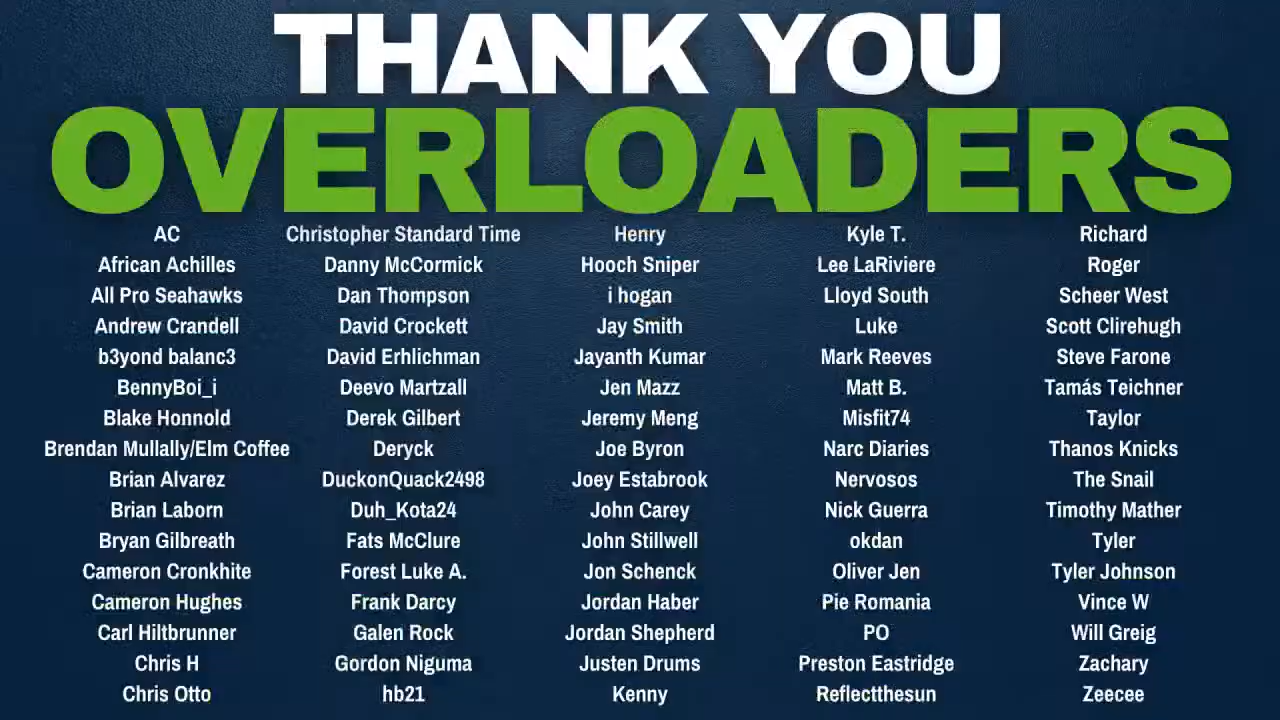 THANK YOU
OVERLOADERS
AC
African Achilles
All Pro Seahawks
Andrew Crandell
b3yond balanc3
BennyBoi_i
Blake Honnold
Brendan Mullally/Elm Coffee
Brian Alvarez
Brian Laborn
Bryan Gilbreath
Cameron Cronkhite
Cameron Hughes
Carl Hiltbrunner
Chris H
Chris Otto
Christopher Standard Time
Danny McCormick
Dan Thompson
David Crockett
David Erhlichman
Deevo Martzall
Derek Gilbert
Deryck
DuckonQuack2498
Duh_Kota24
Fats McClure
Forest Luke A.
Frank Darcy
Galen Rock
Gordon Niguma
hb21
Henry
Hooch Sniper
i hogan
Jay Smith
Jayanth Kumar
Jen Mazz
Jeremy Meng
Joe Byron
Joey Estabrook
John Carey
John Stillwell
Jon Schenck
Jordan Haber
Jordan Shepherd
Justen Drums
Kenny
Kyle T.
Lee LaRiviere
Lloyd South
Luke
Mark Reeves
Matt B.
Misfit74
Narc Diaries
Nervosos
Nick Guerra
okdan
Oliver Jen
Pie Romania
PO
Preston Eastridge
Reflectthesun
Richard
Roger
Scheer West
Scott Clirehugh
Steve Farone
Tamás Teichner
Taylor
Thanos Knicks
The Snail
Timothy Mather
Tyler
Tyler Johnson
Vince W
Will Greig
Zachary
Zeecee